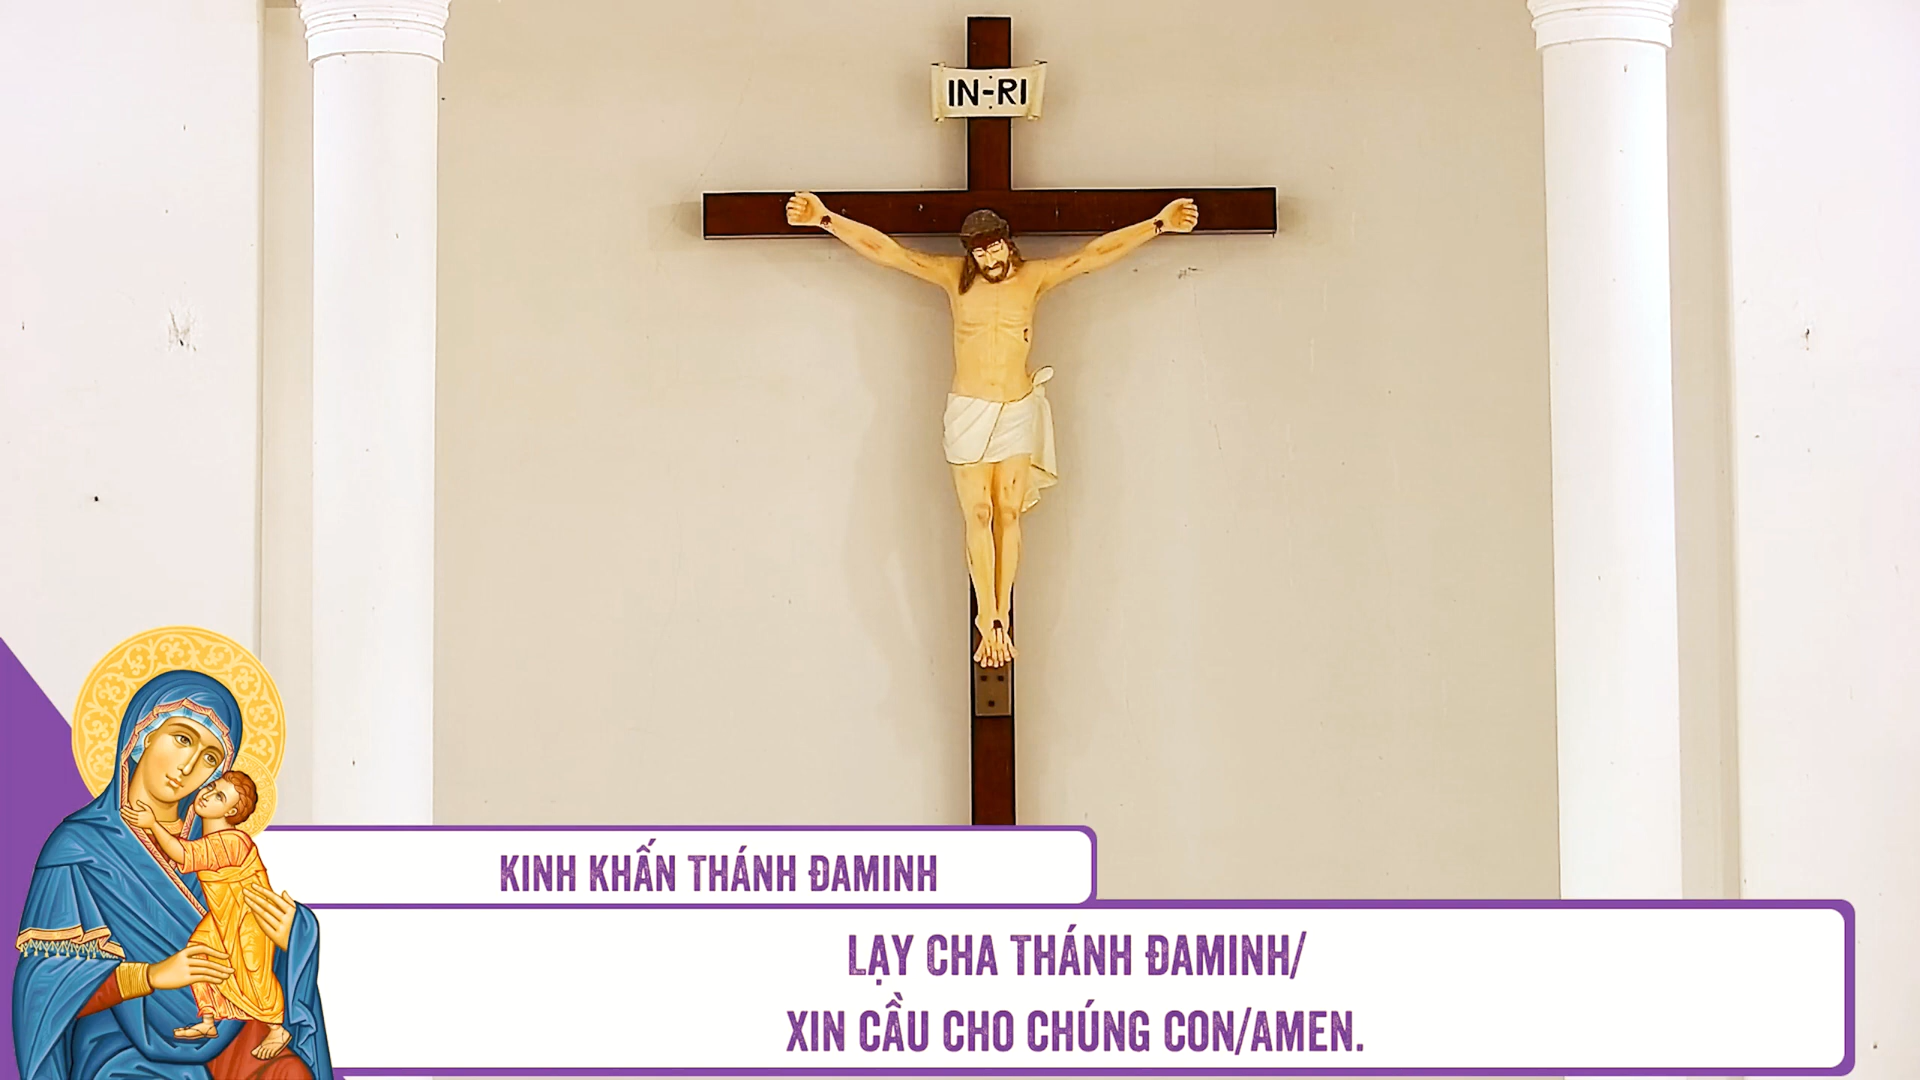 IN-RI
KINH KHẤN THÁNH ĐAMINH
LẠY CHA THÁNH ĐAMINH/
XIN CẦU CHO CHÚNG CON/AMEN.